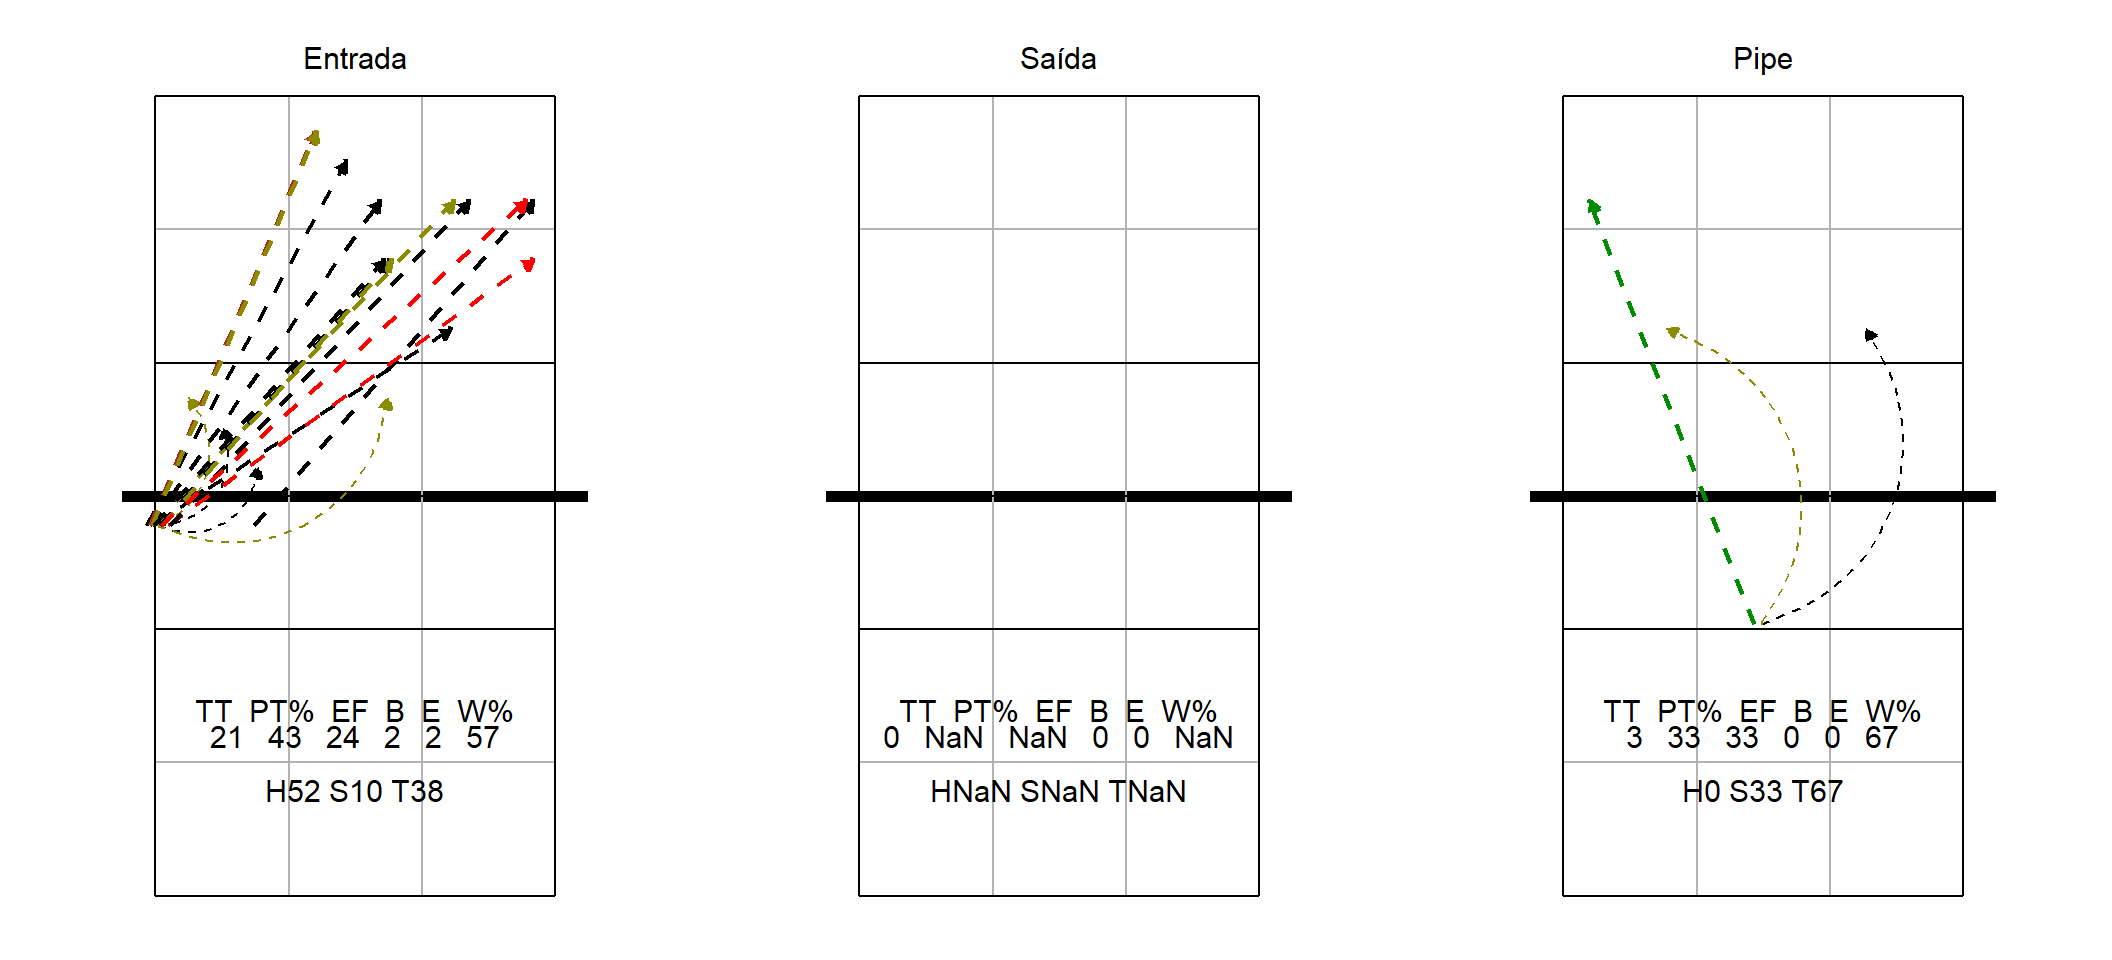 Entrada
TT PT% EF B E W%
21 43 24 2 2 57
H52 S10 T38
Saída
TT PT% EF B E W%
0 NaN NaN 0 0 NaN
HNaN SNaN TNaN
Pipe
TT PT% EF B E W%
3 33 33 0 0 67
H0 S33 T67